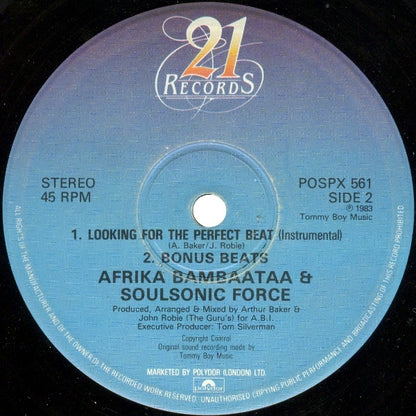 21
RECORDS
STEREO
45 RPM
POSPX 561
SIDE 2
℗ 1983
Tommy Boy Music
1. LOOKING FOR THE PERFECT BEAT (Instrumental)
(A. Baker/J. Robie)
2. BONUS BEATS
AFRIKA BAMBAATAA &
SOULSONIC FORCE
Produced, Arranged & Mixed by Arthur Baker &
John Robie (The Guru's) for A.B.I.
Executive Producer: Tom Silverman
Copyright Control
Original sound recording made by
Tommy Boy Music
MARKETED BY POLYDOR (LONDON) LTD.
polydor
ALL RIGHTS OF THE MANUFACTURER AND OF THE OWNER OF THE RECORDED WORK RESERVED. UNAUTHORISED COPYING PUBLIC PERFORMANCE AND BROADCASTING OF THIS RECORD PROHIBITED